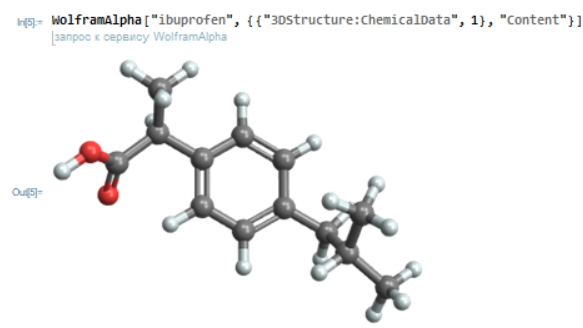 In[5]:= WolframAlpha["ibuprofen", {{"3DStructure:ChemicalData", 1}, "Content"}]
запрос к сервису WolframAlpha
Out[5]=